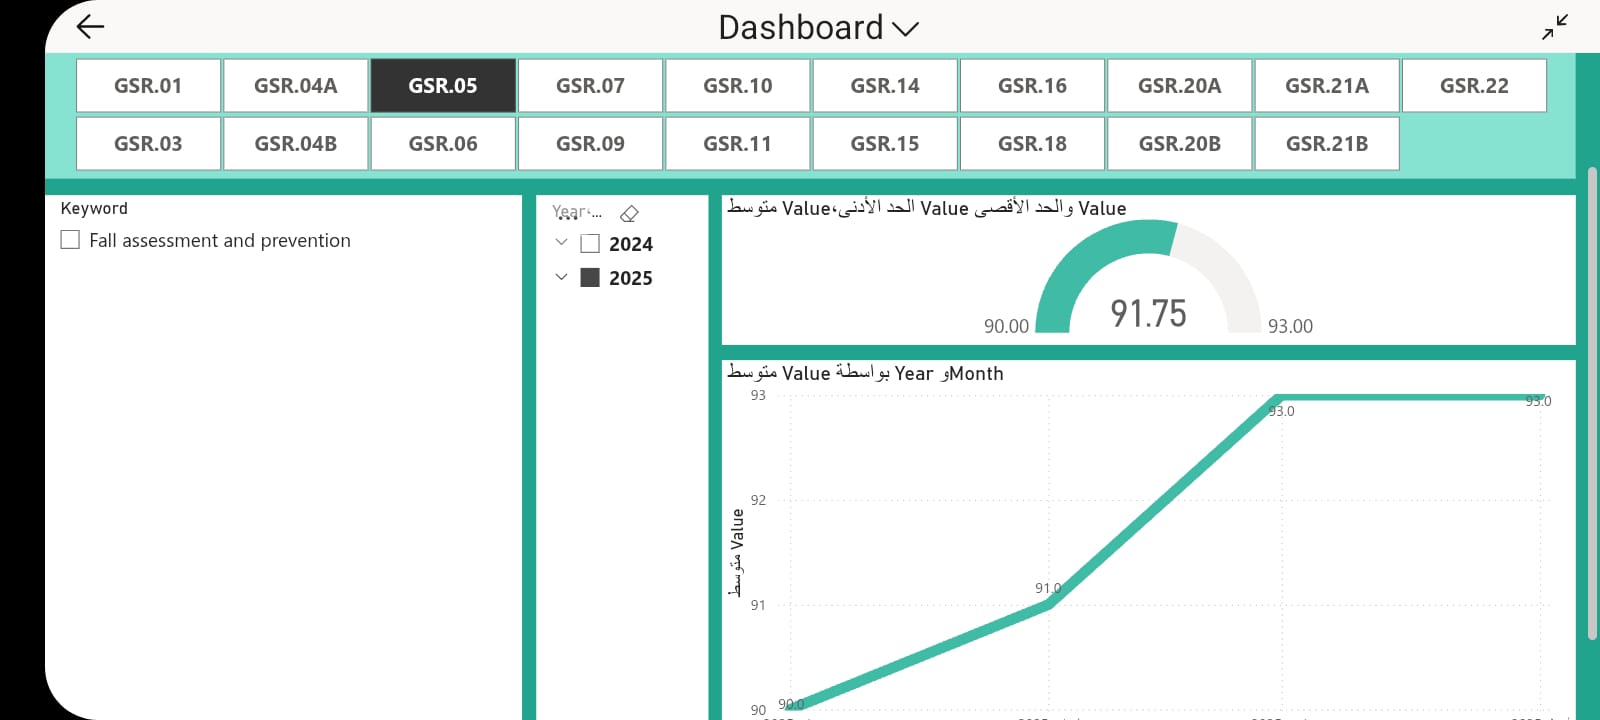 Dashboard
GSR.01 GSR.04A GSR.05 GSR.07 GSR.10 GSR.14 GSR.16 GSR.20A GSR.21A GSR.22
GSR.03 GSR.04B GSR.06 GSR.09 GSR.11 GSR.15 GSR.18 GSR.20B GSR.21B
Keyword
Fall assessment and prevention
Year،...
2024
2025
متوسط Value،الحد الأدنى Value والحد الأقصى Value
91.75
90.00 93.00
متوسط Value بواسطة Year وMonth
متوسط Value
93
92
91
90
90.0
91.0
93.0
93.0